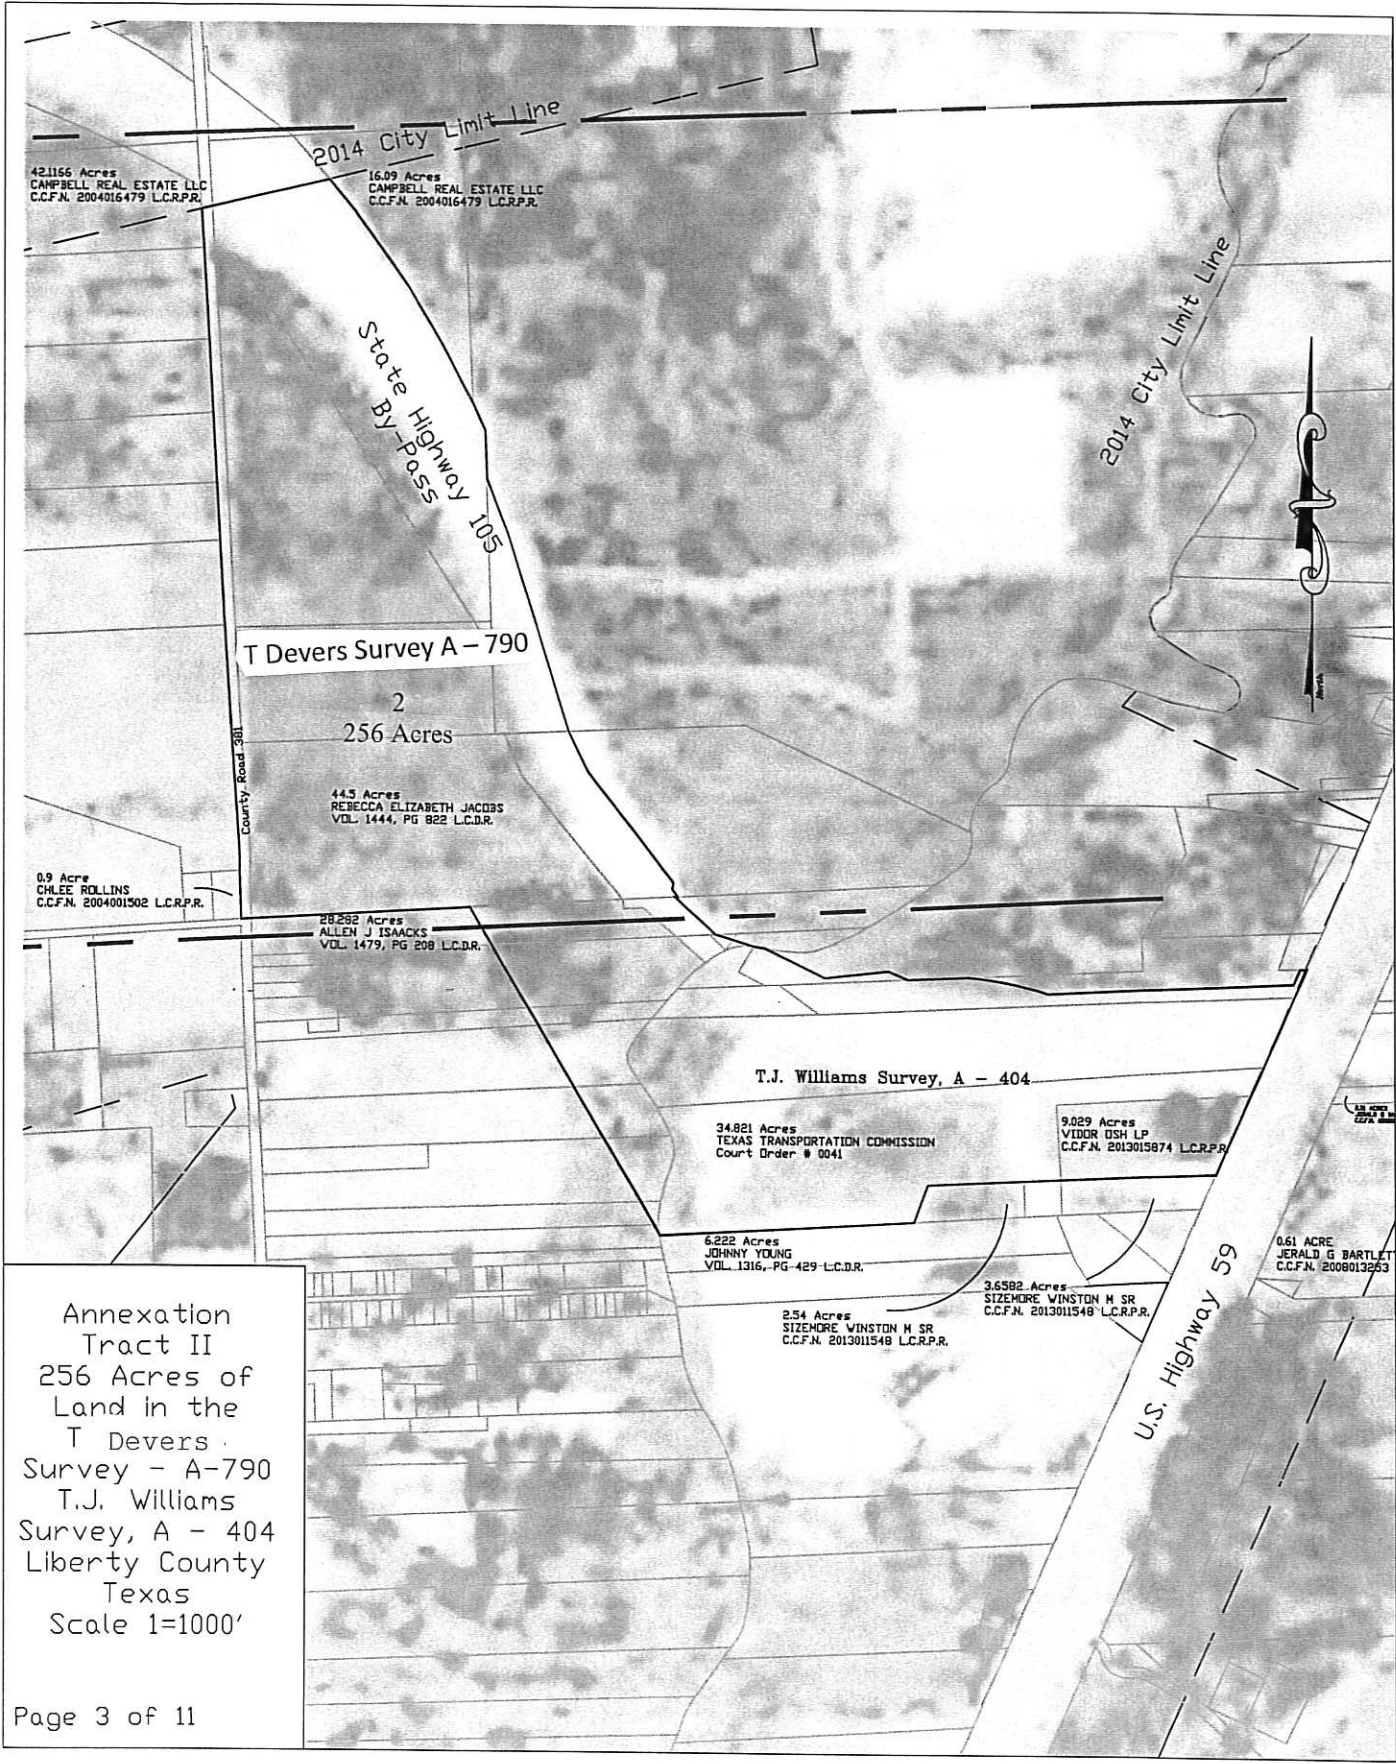 2014 City Limit Line
42.1166 Acres
CAMPBELL REAL ESTATE LLC
C.C.F.N. 2004016479 L.C.R.P.R.
16.09 Acres
CAMPBELL REAL ESTATE LLC
C.C.F.N. 2004016479 L.C.R.P.R.
2014 City Limit Line
State Highway 105
By-Pass
North
T Devers Survey A – 790
2
256 Acres
County Road 381
44.5 Acres
REBECCA ELIZABETH JACOBS
VOL. 1444, PG 822 L.C.D.R.
0.9 Acre
CHLEE ROLLINS
C.C.F.N. 2004001502 L.C.R.P.R.
28.282 Acres
ALLEN J ISAACKS
VOL. 1479, PG 208 L.C.D.R.
T.J. Williams Survey, A - 404
34.821 Acres
TEXAS TRANSPORTATION COMMISSION
Court Order # 0041
9.029 Acres
VIDOR OSH LP
C.C.F.N. 2013015874 L.C.R.P.R.
6.222 Acres
JOHNNY YOUNG
VOL. 1316, PG 429 L.C.D.R.
2.54 Acres
SIZEMORE WINSTON M SR
C.C.F.N. 2013011548 L.C.R.P.R.
3.6582 Acres
SIZEMORE WINSTON M SR
C.C.F.N. 2013011548 L.C.R.P.R.
0.61 ACRE
JERALD G BARTLET
C.C.F.N. 2008013263
U.S. Highway 59
Annexation
Tract II
256 Acres of
Land in the
T Devers
Survey - A-790
T.J. Williams
Survey, A - 404
Liberty County
Texas
Scale 1=1000'
Page 3 of 11